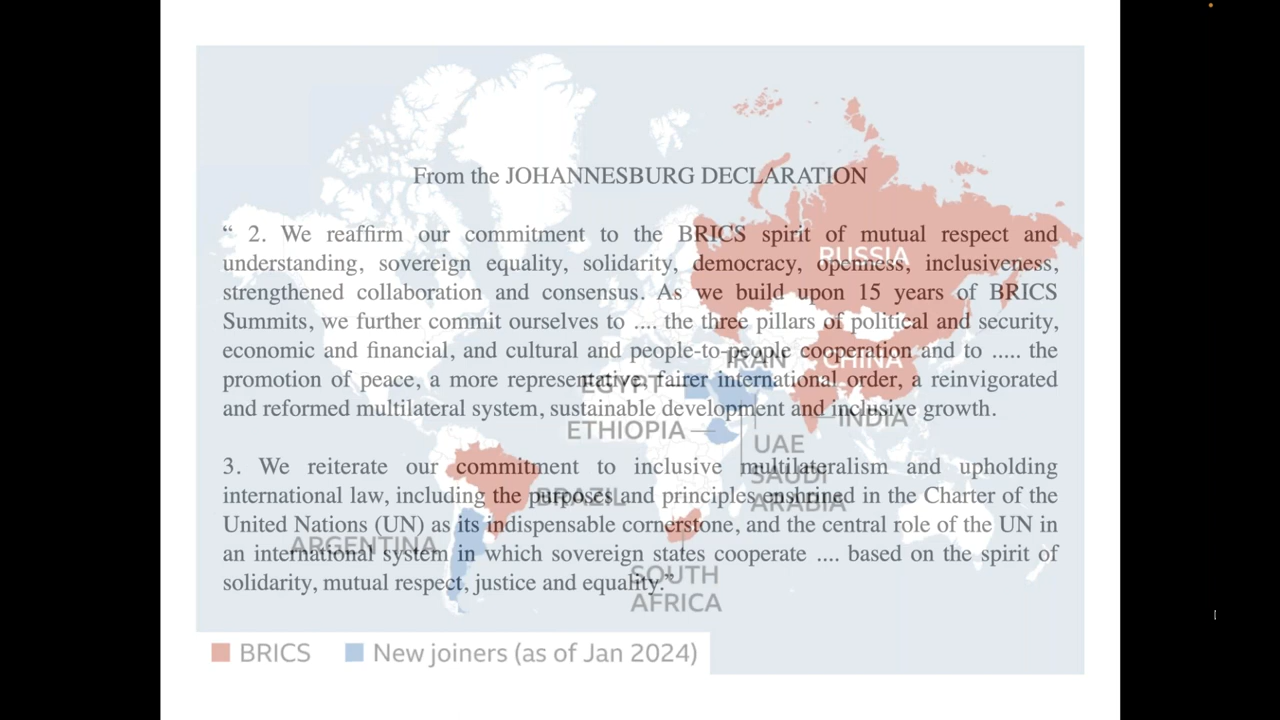 From the JOHANNESBURG DECLARATION
“ 2. We reaffirm our commitment to the BRICS spirit of mutual respect and
understanding, sovereign equality, solidarity, democracy, openness, inclusiveness,
strengthened collaboration and consensus. As we build upon 15 years of BRICS
Summits, we further commit ourselves to .... the three pillars of political and security,
economic and financial, and cultural and people-to-people cooperation and to ..... the
promotion of peace, a more representative, fairer international order, a reinvigorated
and reformed multilateral system, sustainable development and inclusive growth.
3. We reiterate our commitment to inclusive multilateralism and upholding
international law, including the purposes and principles enshrined in the Charter of the
United Nations (UN) as its indispensable cornerstone, and the central role of the UN in
an international system in which sovereign states cooperate .... based on the spirit of
solidarity, mutual respect, justice and equality.”
RUSSIA
IRAN
CHINA
EGYPT
INDIA
ETHIOPIA
UAE
SAUDI
ARABIA
BRAZIL
ARGENTINA
SOUTH
AFRICA
BRICS
New joiners (as of Jan 2024)